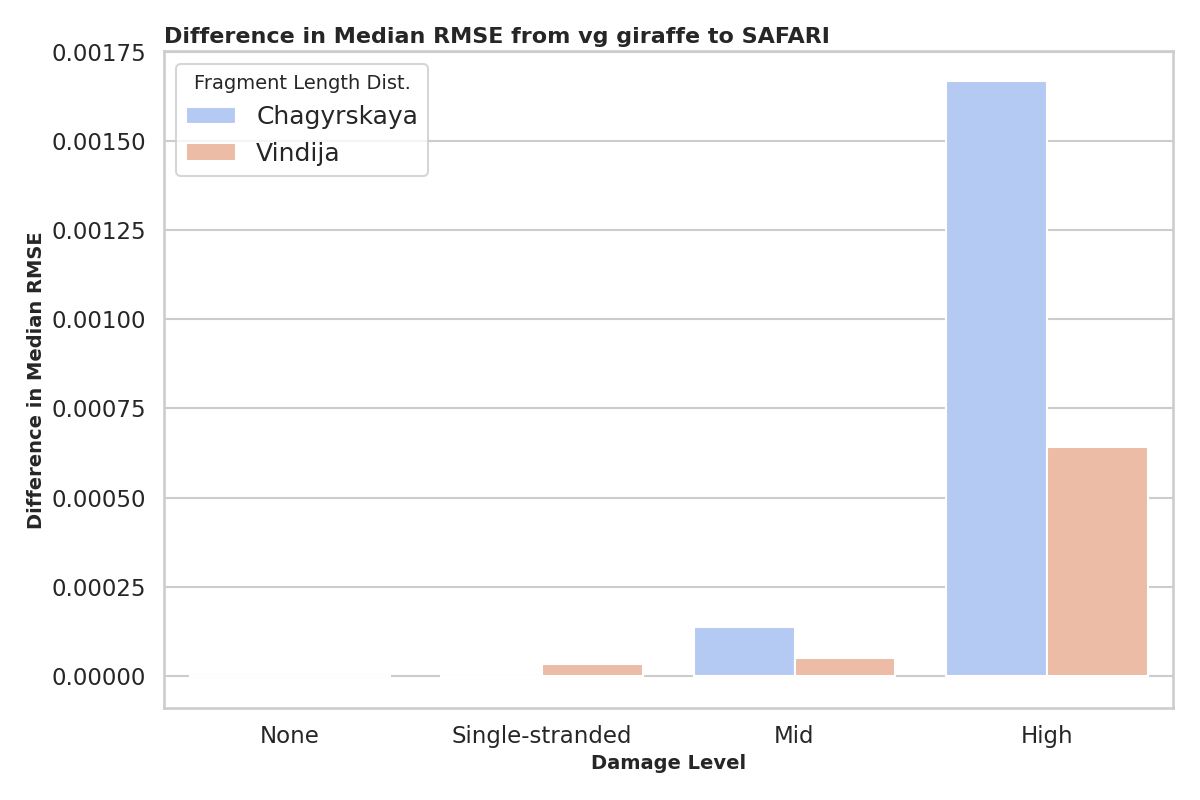 Difference in Median RMSE from vg giraffe to SAFARI
0.00175
0.00150
0.00125
0.00100
0.00075
0.00050
0.00025
0.00000
Difference in Median RMSE
Fragment Length Dist.
Chagyrskaya
Vindija
None
Single-stranded
Mid
High
Damage Level